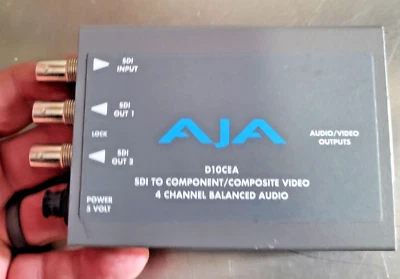 SDI
INPUT
SDI
OUT 1
LOCK
SDI
OUT 2
POWER
5 VOLT
AJA
AUDIO/VIDEO
OUTPUTS
D10CEA
SDI TO COMPONENT/COMPOSITE VIDEO
4 CHANNEL BALANCED AUDIO